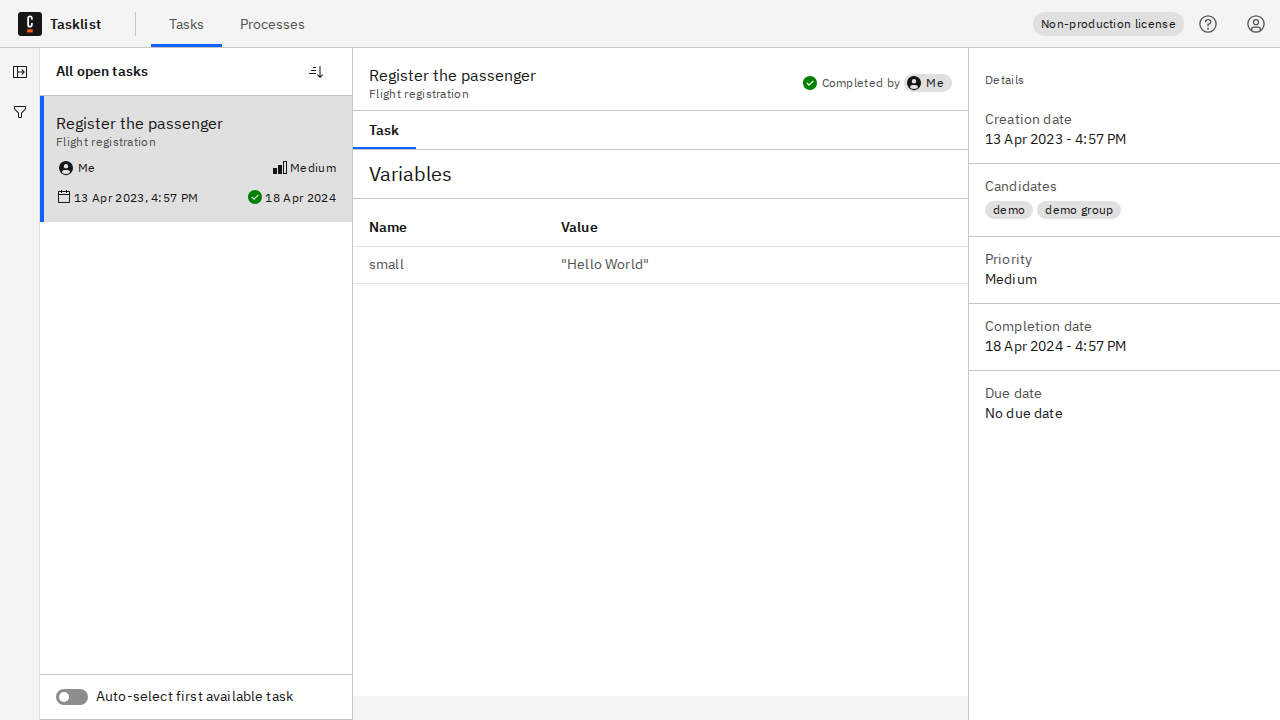 Tasklist
Tasks
Processes
Non-production license
All open tasks
Register the passenger
Flight registration
Me
Medium
13 Apr 2023, 4:57 PM
18 Apr 2024
Auto-select first available task
Register the passenger
Flight registration
Completed by Me
Task
Variables
Name Value
small "Hello World"
Details
Creation date
13 Apr 2023 - 4:57 PM
Candidates
demo demo group
Priority
Medium
Completion date
18 Apr 2024 - 4:57 PM
Due date
No due date